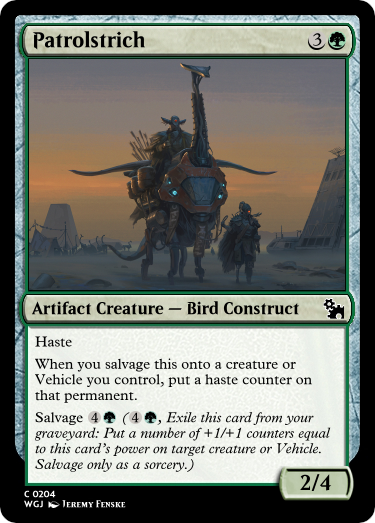 Patrolstrich 3
Artifact Creature — Bird Construct
Haste
When you salvage this onto a creature or
Vehicle you control, put a haste counter on
that permanent.
Salvage 4 ( 4 , Exile this card from your
graveyard: Put a number of +1/+1 counters equal
to this card's power on target creature or Vehicle.
Salvage only as a sorcery.)
2/4
C 0204
WGJ Jeremy Fenske